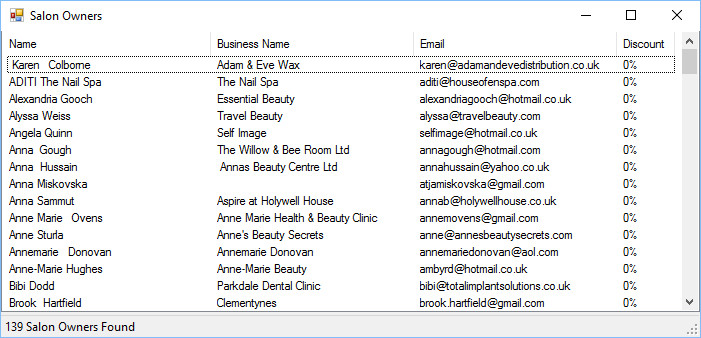 Salon Owners
Name Business Name Email Discount
Karen   Colborne Adam & Eve Wax karen@adamandevedistribution.co.uk 0%
ADITI The Nail Spa The Nail Spa aditi@houseofenspa.com 0%
Alexandria Gooch Essential Beauty alexandriagooch@hotmail.co.uk 0%
Alyssa Weiss Travel Beauty alyssa@travelbeauty.com 0%
Angela Quinn Self Image selfimage@hotmail.co.uk 0%
Anna  Gough The Willow & Bee Room Ltd annagough@hotmail.com 0%
Anna  Hussain Annas Beauty Centre Ltd annahussain@yahoo.co.uk 0%
Anna Miskovska atjamiskovska@gmail.com 0%
Anna Sammut Aspire at Holywell House annab@holywellhouse.co.uk 0%
Anne Marie  Ovens Anne Marie Health & Beauty Clinic annemovens@gmail.com 0%
Anne Sturla Anne's Beauty Secrets anne@annesbeautysecrets.com 0%
Annemarie  Donovan Annemarie Donovan annemariedonovan@aol.com 0%
Anne-Marie Hughes Anne-Marie Beauty ambyrd@hotmail.co.uk 0%
Bibi Dodd Parkdale Dental Clinic bibi@totalimplantsolutions.co.uk 0%
Brook  Hartfield Clementynes brook.hartfield@gmail.com 0%
139 Salon Owners Found